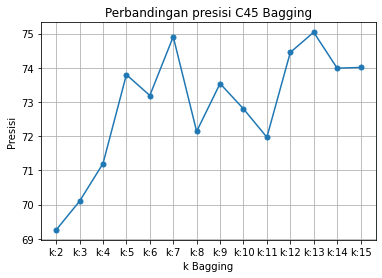 Perbandingan presisi C45 Bagging
Presisi
75
74
73
72
71
70
69
k:2 k:3 k:4 k:5 k:6 k:7 k:8 k:9 k:10 k:11 k:12 k:13 k:14 k:15
k Bagging